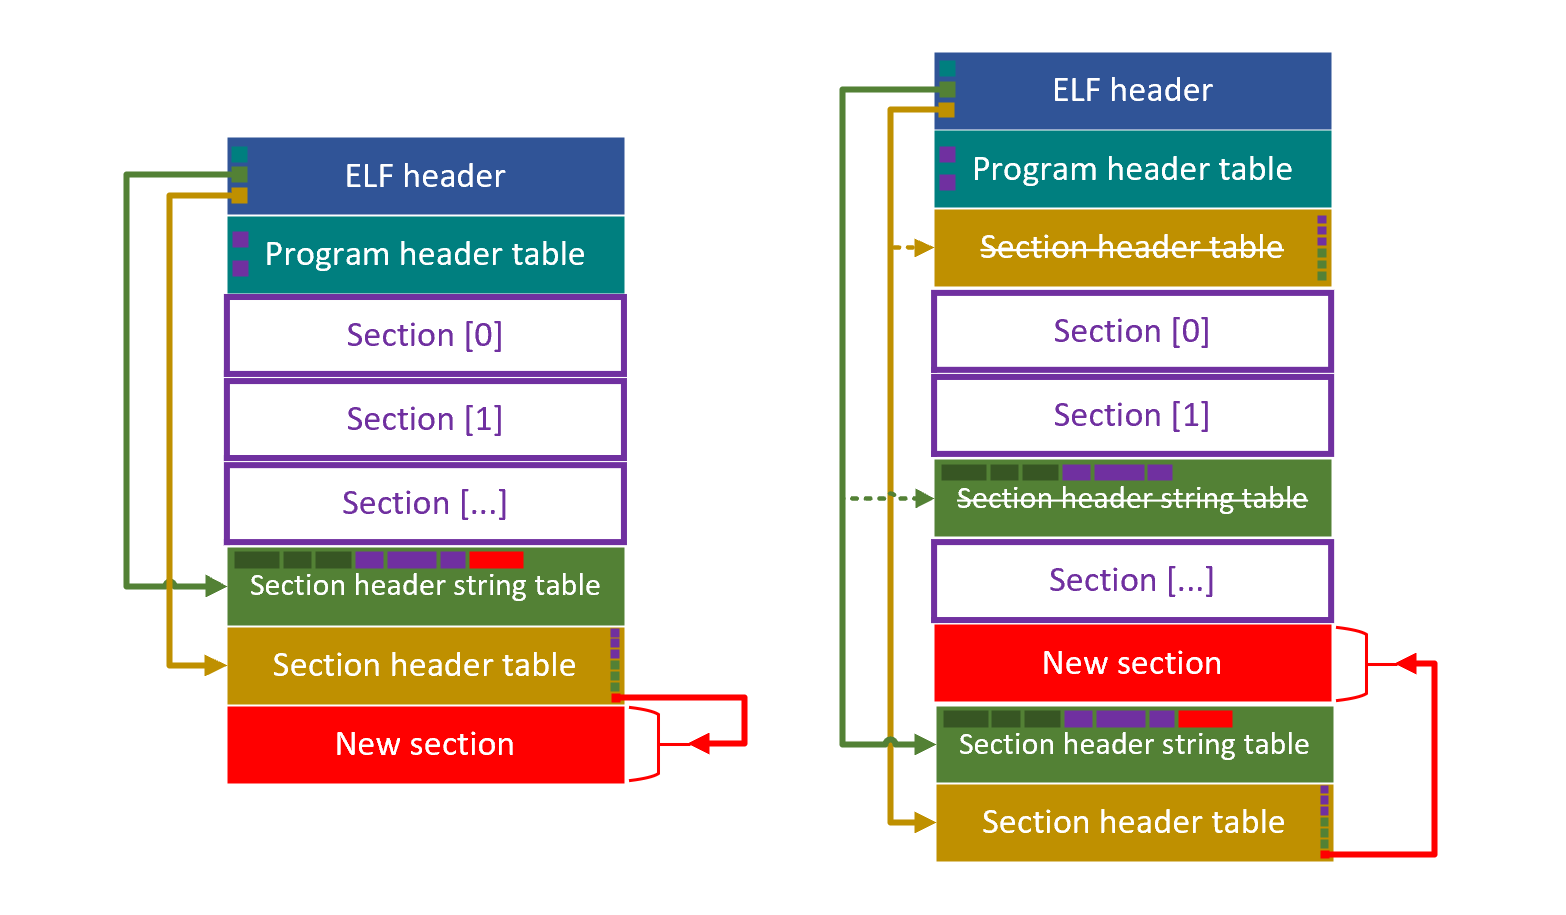 ELF header
Program header table
Section [0]
Section [1]
Section [...]
Section header string table
Section header table
New section
ELF header
Program header table
Section header table
Section [0]
Section [1]
Section header string table
Section [...]
New section
Section header string table
Section header table